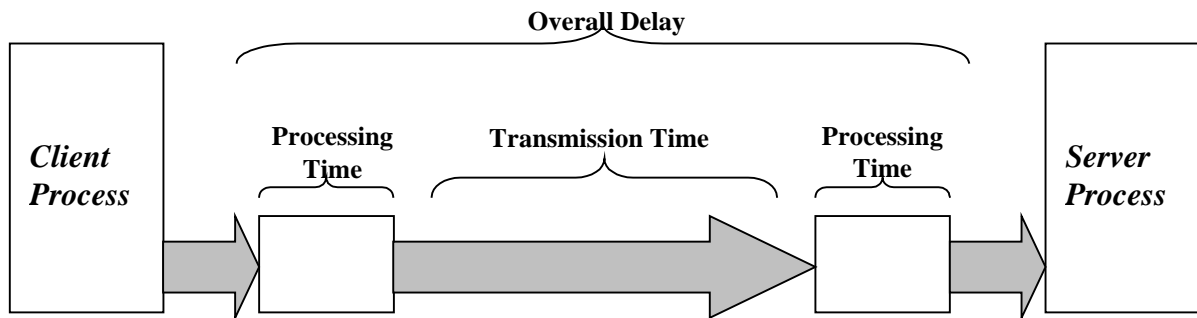 Overall Delay
Client
Process
Processing
Time
Transmission Time
Processing
Time
Server
Process